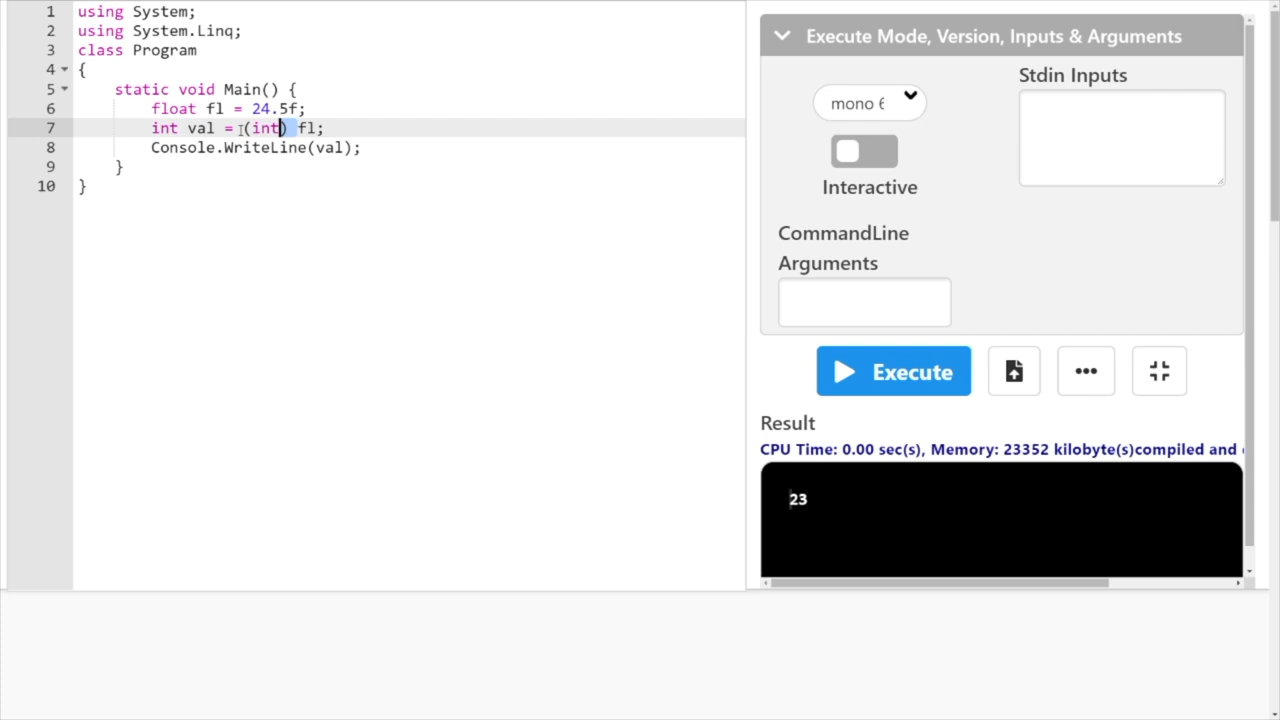 1 using System;
2 using System.Linq;
3 class Program
4 {
5 static void Main() {
6 float fl = 24.5f;
7 int val = (int) fl;
8 Console.WriteLine(val);
9 }
10 }
Execute Mode, Version, Inputs & Arguments
Stdin Inputs
mono 6
Interactive
CommandLine
Arguments
Execute
Result
CPU Time: 0.00 sec(s), Memory: 23352 kilobyte(s)compiled and
23